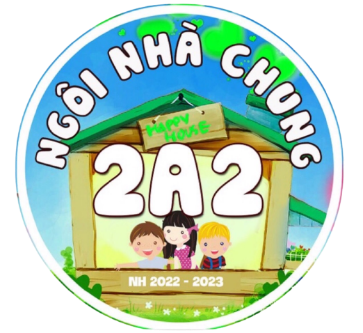 NGÔI NHÀ CHUNG
HAPPY
HOUSE
2A2
NH 2022 - 2023